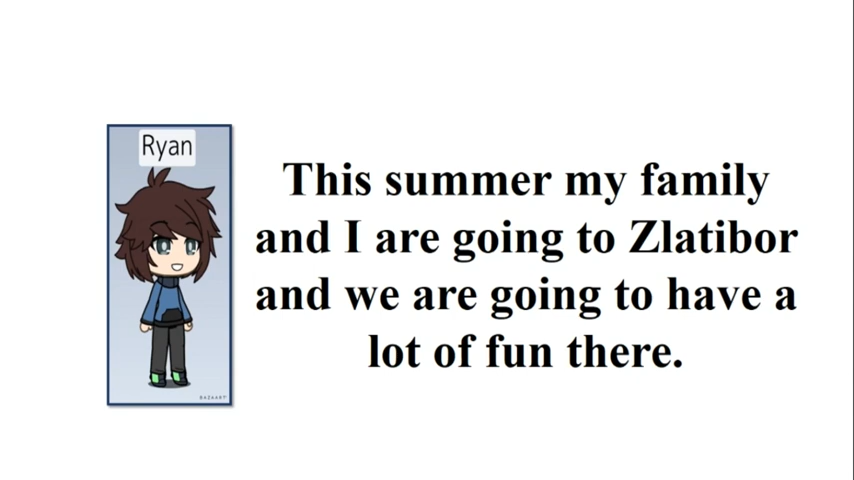 Ryan
This summer my family
and I are going to Zlatibor
and we are going to have a
lot of fun there.
BAZAART